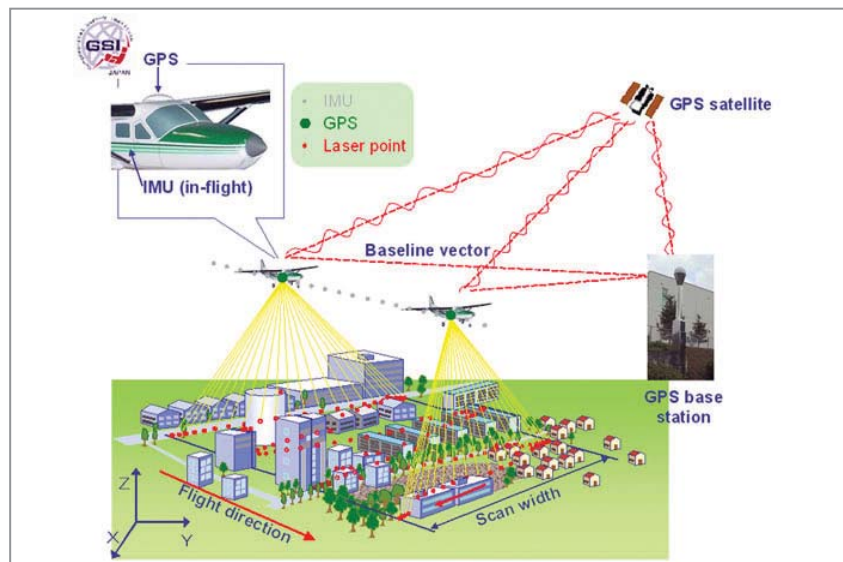 GSI
JAPAN
GPS
IMU (in-flight)
IMU
GPS
Laser point
GPS satellite
Baseline vector
GPS base
station
Flight direction
Scan width
Z
X
Y